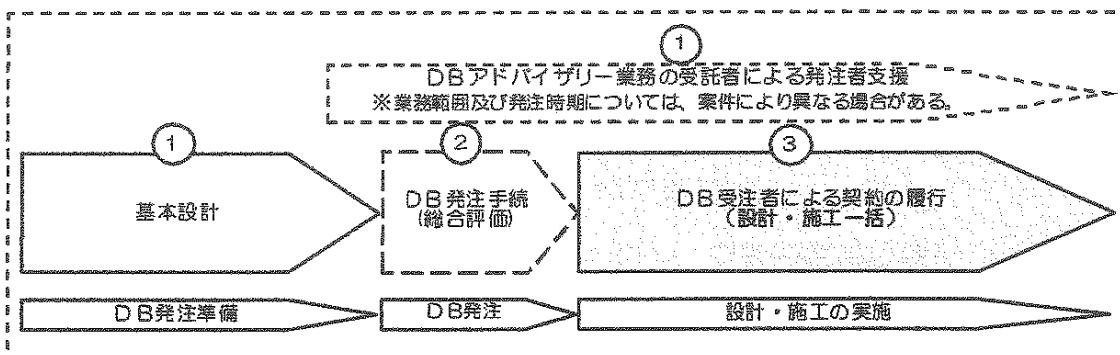 ①
DBアドバイザリー業務の受託者による発注者支援
※業務範囲及び発注時期については、案件により異なる場合がある。
①
②
③
基本設計
DB発注手続
(総合評価)
DB受注者による契約の履行
(設計・施工一括)
DB発注準備
DB発注
設計・施工の実施